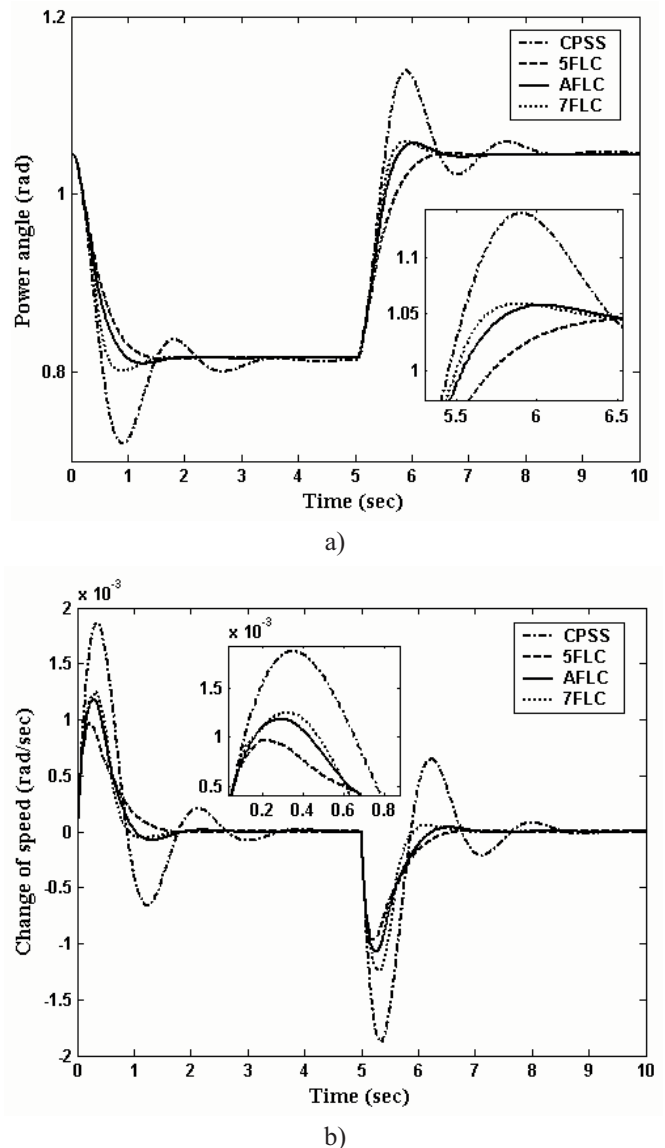 1.2
1
0.8
Power angle (rad)
CPSS
5FLC
AFLC
7FLC
1.1
1.05
1
5.5 6 6.5
0 1 2 3 4 5 6 7 8 9 10
Time (sec)
a)
x 10-3
2
1.5
1
0.5
0
-0.5
-1
-1.5
-2
Change of speed (rad/sec)
x 10-3
1.5
1
0.5
0.2 0.4 0.6 0.8
CPSS
5FLC
AFLC
7FLC
0 1 2 3 4 5 6 7 8 9 10
Time (sec)
b)